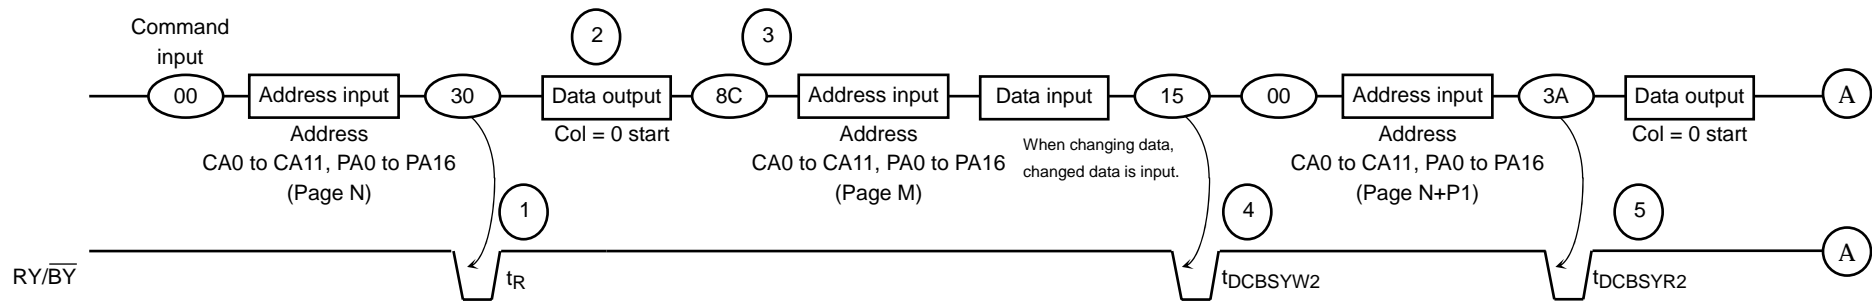 Command
input
2
3
00
Address input
30
Data output
8C
Address input
Data input
15
00
Address input
3A
Data output
A
Address
CA0 to CA11, PA0 to PA16
(Page N)
Col = 0 start
Address
CA0 to CA11, PA0 to PA16
(Page M)
When changing data,
changed data is input.
Address
CA0 to CA11, PA0 to PA16
(Page N+P1)
Col = 0 start
1
4
5
RY/BY
tR
tDCBSYW2
tDCBSYR2
A